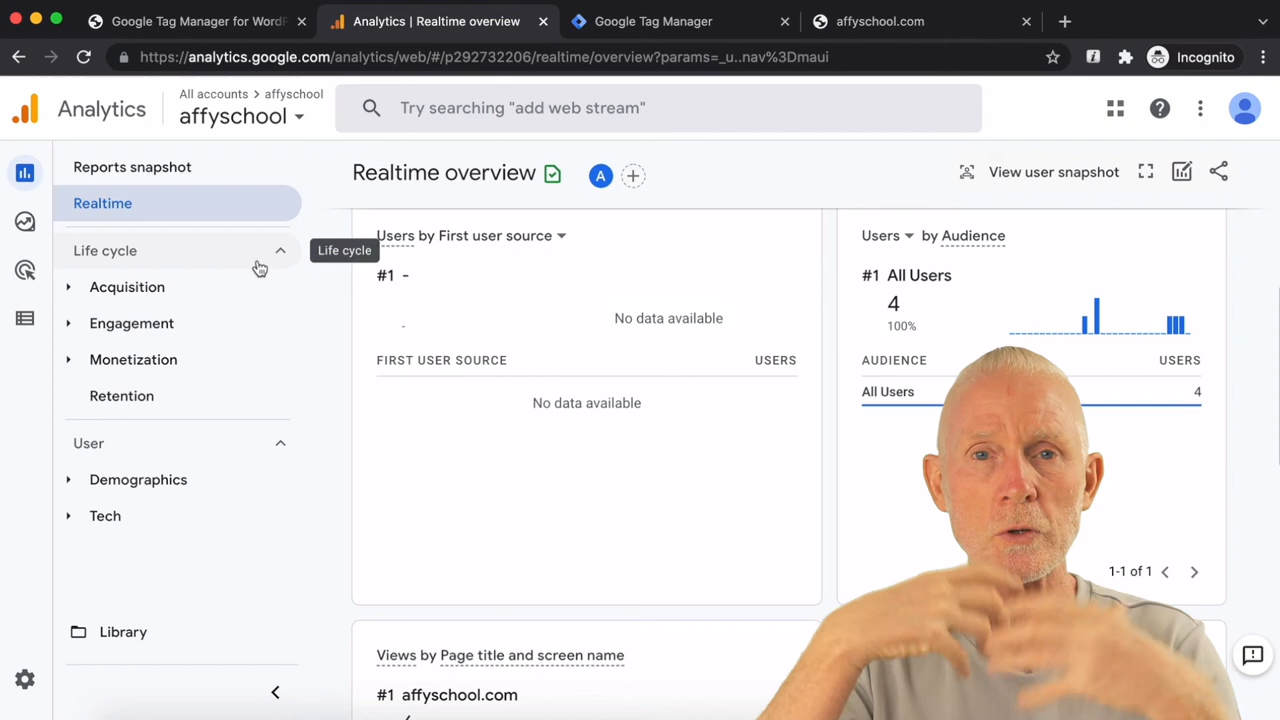 Google Tag Manager for WordP
Analytics | Realtime overview
Google Tag Manager
affyschool.com
https://analytics.google.com/analytics/web/#/p292732206/realtime/overview?params=_u..nav%3Dmaui
Incognito
Analytics
All accounts > affyschool
affyschool
Try searching "add web stream"
Reports snapshot
Realtime
Life cycle
Acquisition
Engagement
Monetization
Retention
User
Demographics
Tech
Library
Life cycle
Realtime overview
A
View user snapshot
Users by First user source
#1 -
-
No data available
FIRST USER SOURCE USERS
No data available
Users by Audience
#1 All Users
4
100%
AUDIENCE USERS
All Users 4
1-1 of 1
Views by Page title and screen name
#1 affyschool.com